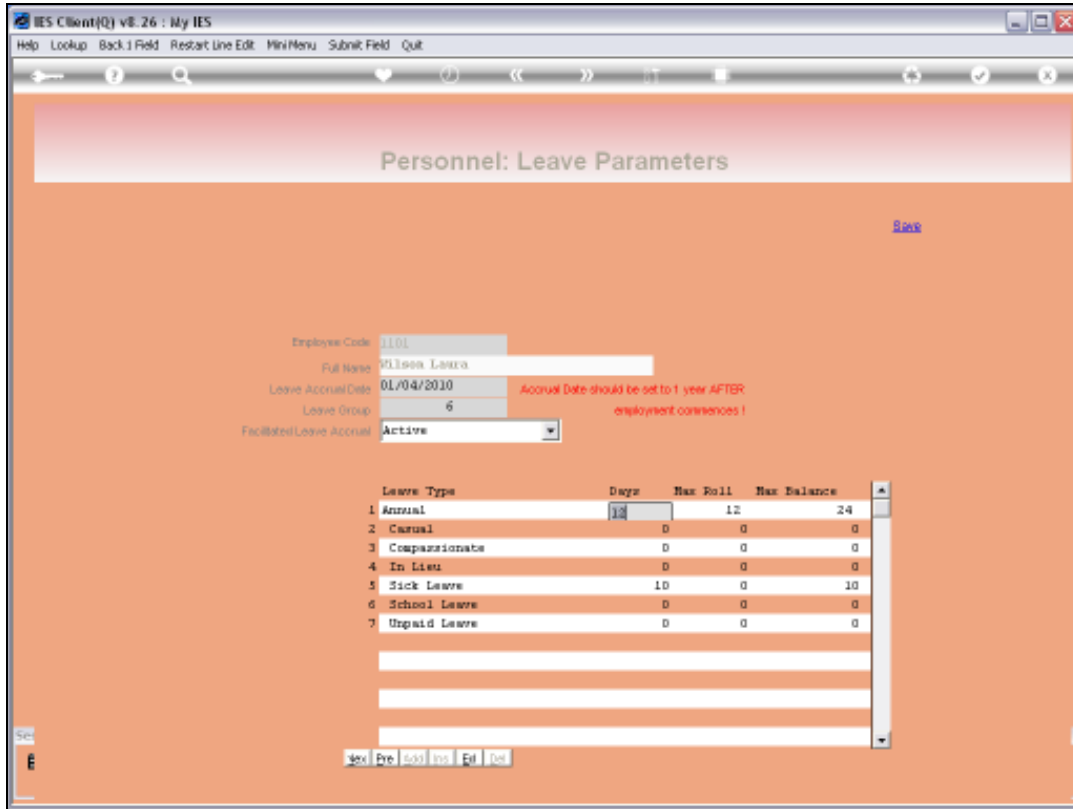 IES Client(Q) v8.26 : My IES
Help Lookup Back 1 Field Restart Line Edit MiniMenu Submit Field Quit
Personnel: Leave Parameters
Save
Employee Code 1101
Full Name Wilson Laura
Leave Accrual Date 01/04/2010 Accrual Date should be set to 1 year AFTER
Leave Group 6 employment commences !
Facilitated Leave Accrual Active
Leave Type Days Max Roll Max Balance
1 Annual 12 12 24
2 Casual 0 0 0
3 Compassionate 0 0 0
4 In Lieu 0 0 0
5 Sick Leave 10 0 10
6 School Leave 0 0 0
7 Unpaid Leave 0 0 0
Nex Pre Add Ins Del